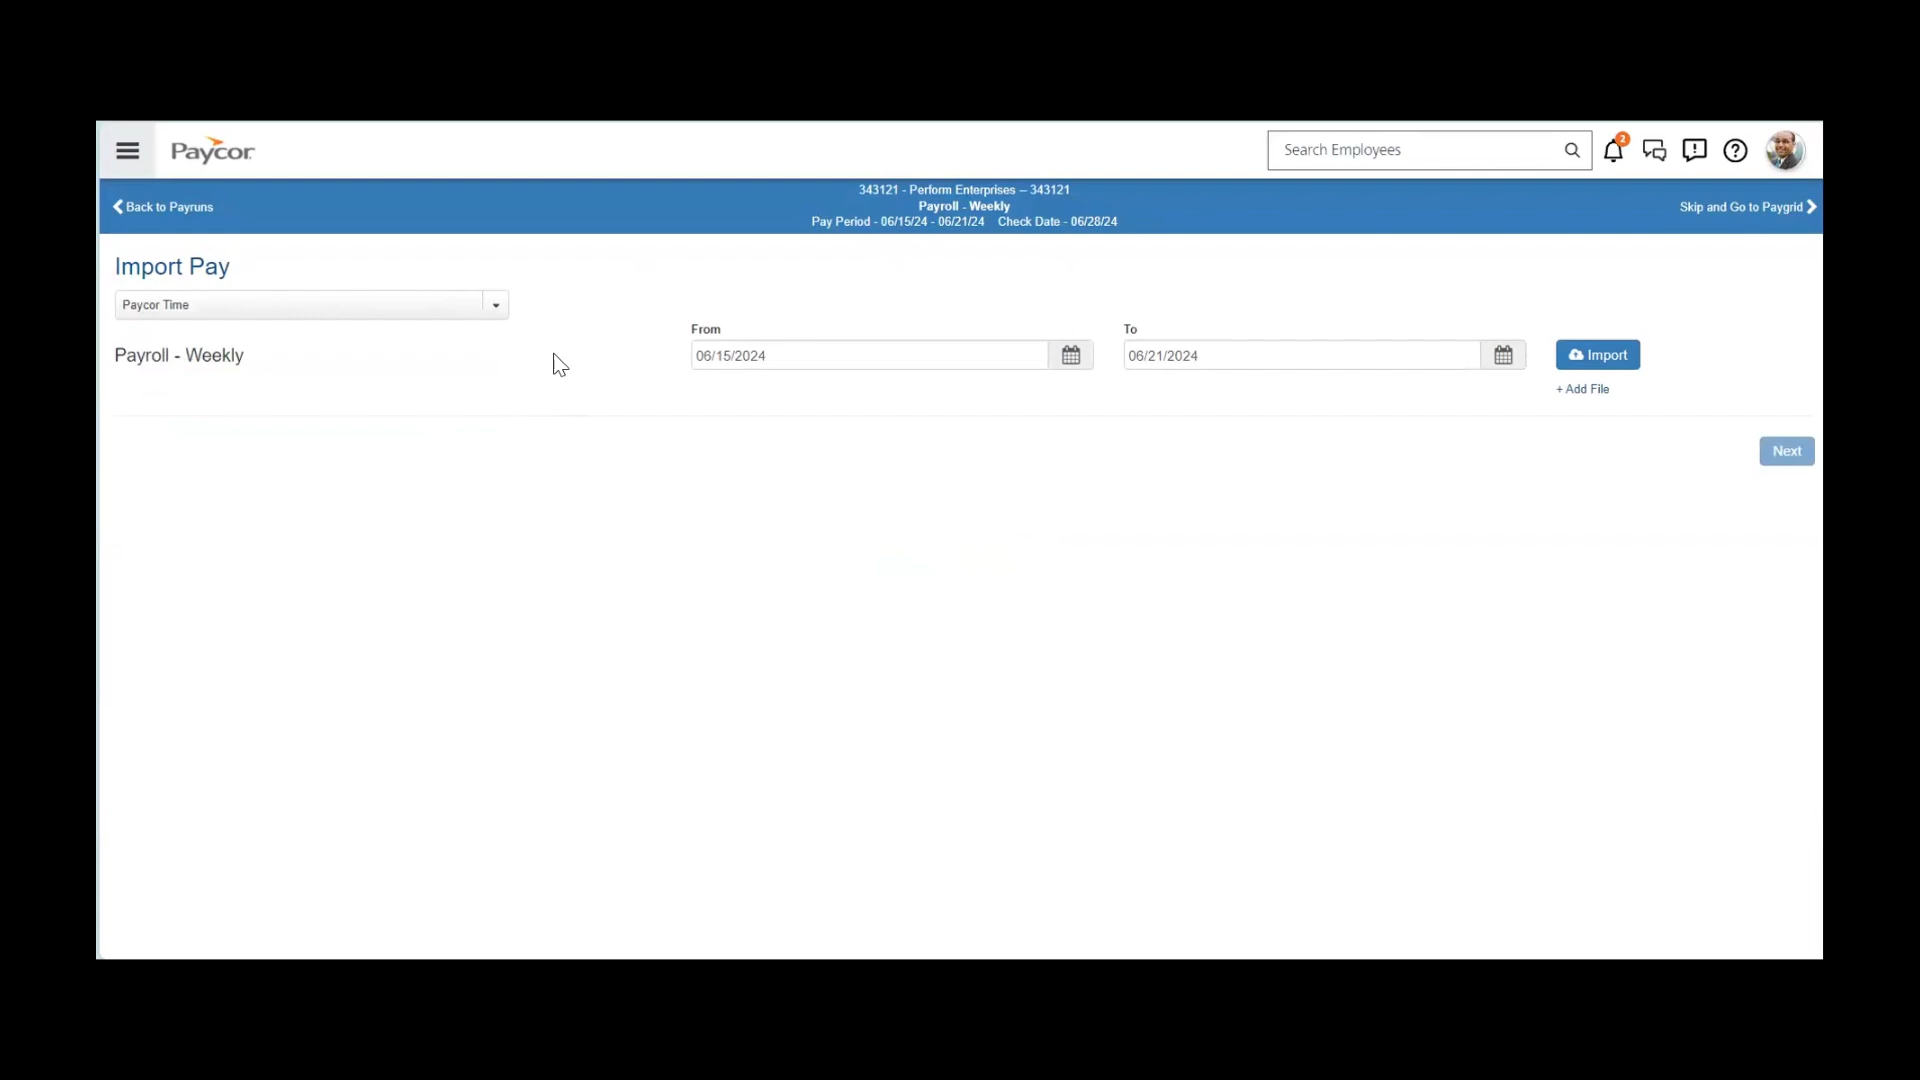 Paycor
Search Employees
2
Back to Payruns
343121 - Perform Enterprises – 343121
Payroll - Weekly
Pay Period - 06/15/24 - 06/21/24 Check Date - 06/28/24
Skip and Go to Paygrid
Import Pay
Paycor Time
From
To
Payroll - Weekly
06/15/2024
06/21/2024
Import
+ Add File
Next